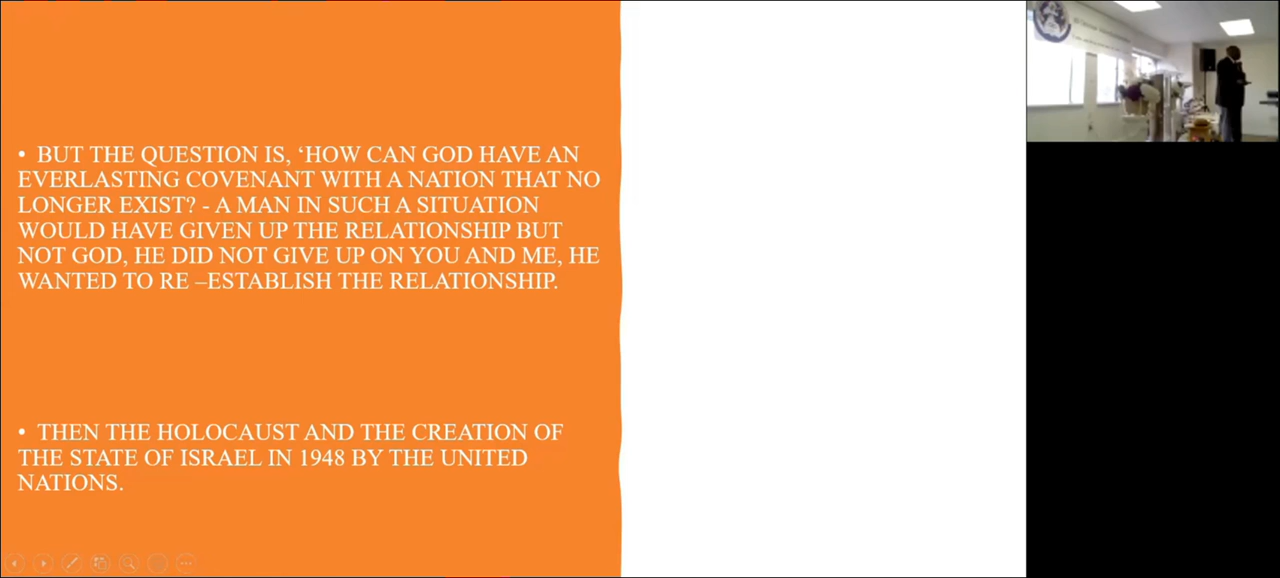 • BUT THE QUESTION IS, ‘HOW CAN GOD HAVE AN
EVERLASTING COVENANT WITH A NATION THAT NO
LONGER EXIST? - A MAN IN SUCH A SITUATION
WOULD HAVE GIVEN UP THE RELATIONSHIP BUT
NOT GOD, HE DID NOT GIVE UP ON YOU AND ME, HE
WANTED TO RE –ESTABLISH THE RELATIONSHIP.
• THEN THE HOLOCAUST AND THE CREATION OF
THE STATE OF ISRAEL IN 1948 BY THE UNITED
NATIONS.